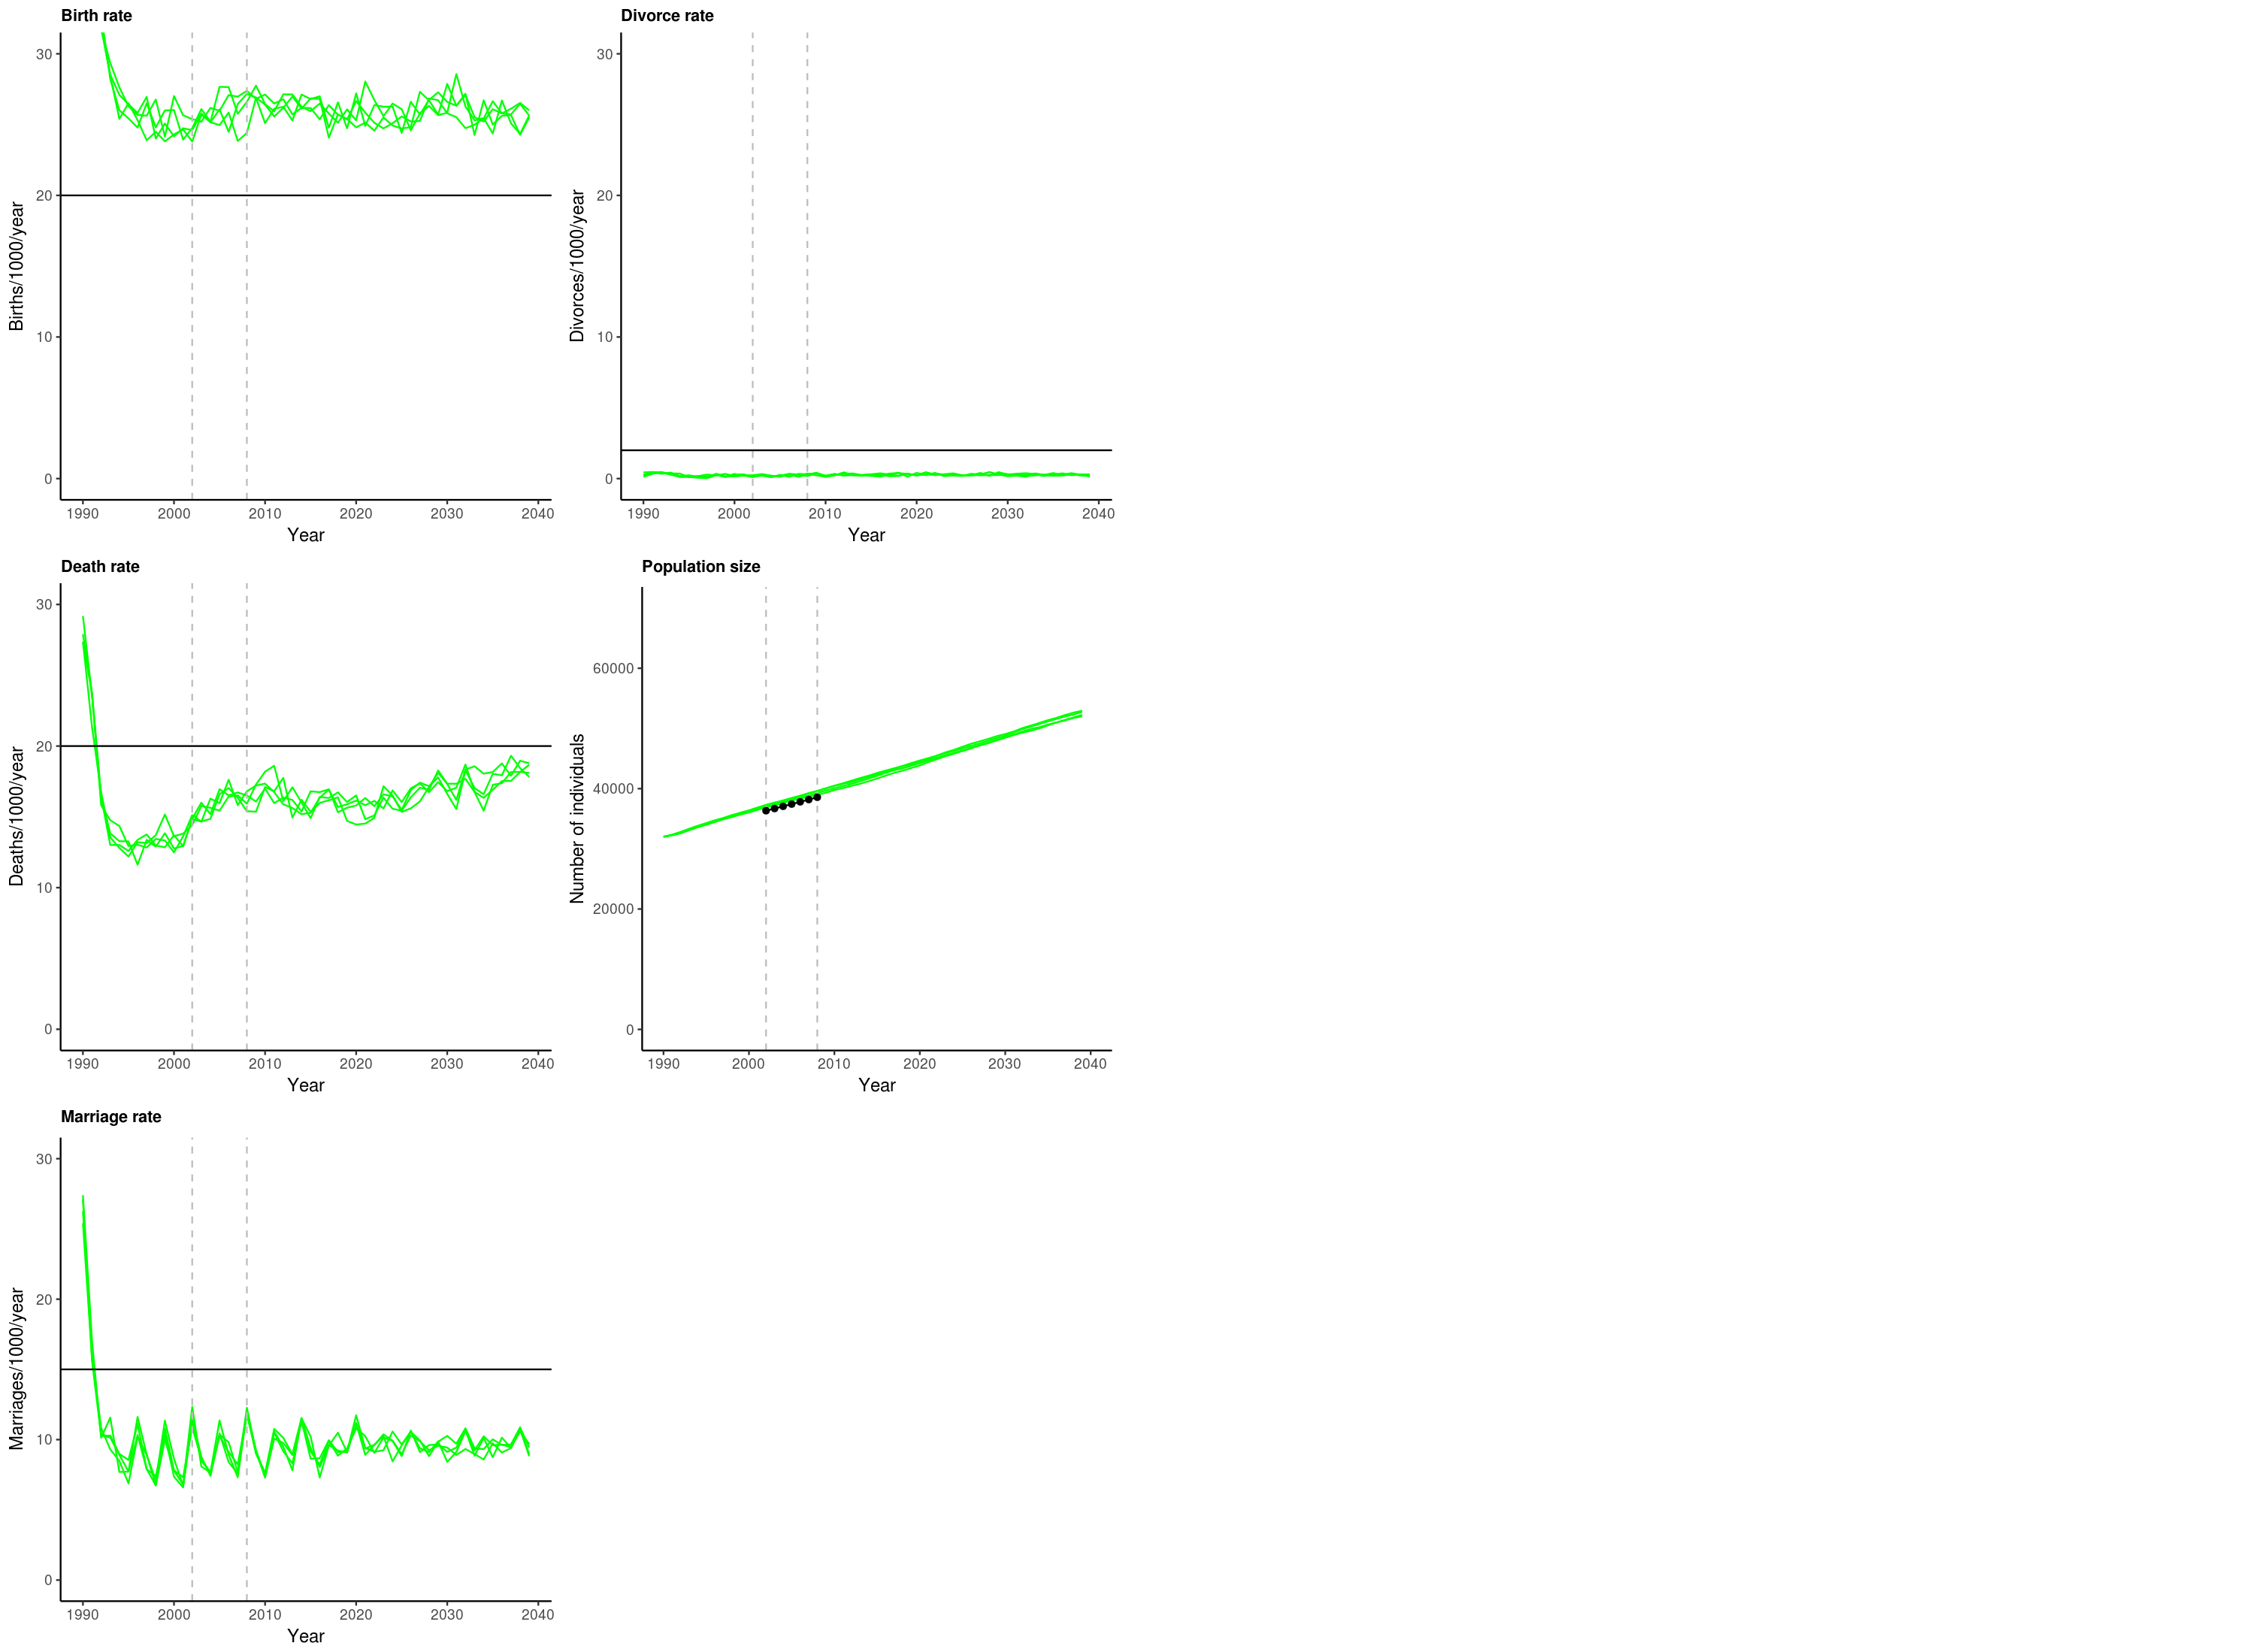 Birth rate
30
20
10
0
Births/1000/year
1990 2000 2010 2020 2030 2040
Year
Divorce rate
30
20
10
0
Divorces/1000/year
1990 2000 2010 2020 2030 2040
Year
Death rate
30
20
10
0
Deaths/1000/year
1990 2000 2010 2020 2030 2040
Year
Population size
60000
40000
20000
0
Number of individuals
1990 2000 2010 2020 2030 2040
Year
Marriage rate
30
20
10
0
Marriages/1000/year
1990 2000 2010 2020 2030 2040
Year